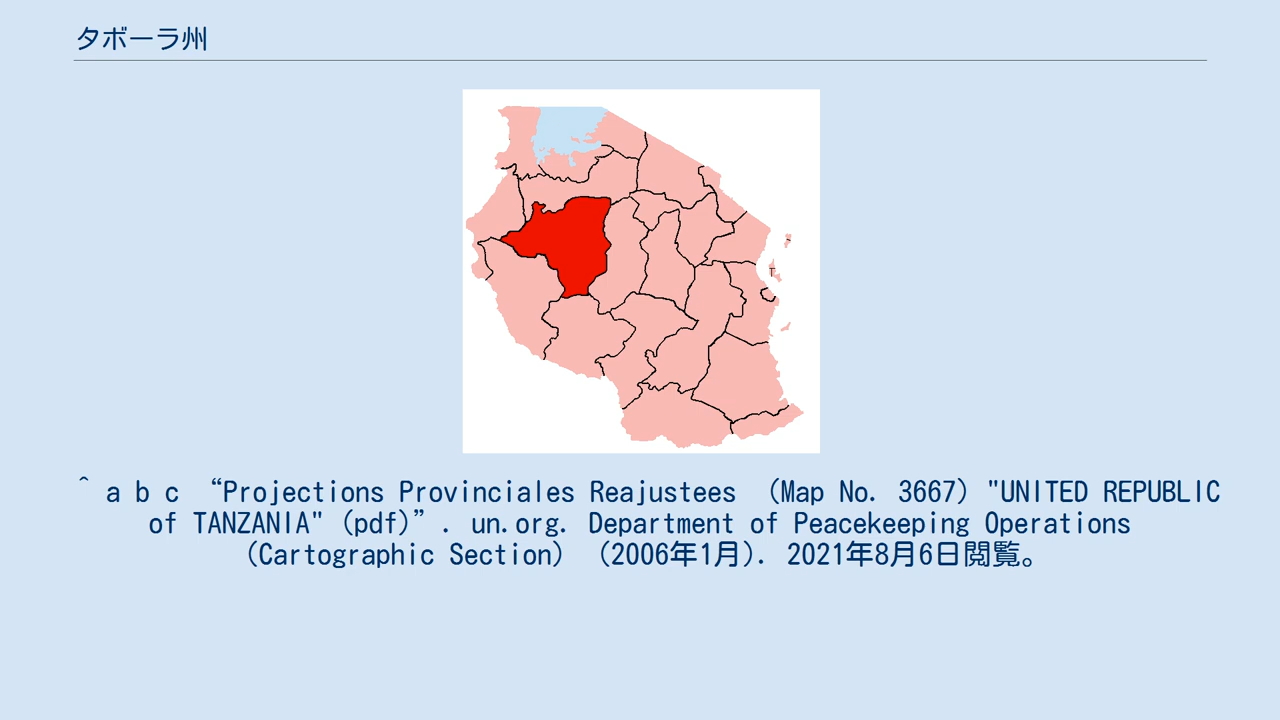 タボーラ州
^ a b c “Projections Provinciales Reajustees (Map No. 3667) "UNITED REPUBLIC
of TANZANIA" (pdf)”. un.org. Department of Peacekeeping Operations
(Cartographic Section) (2006年1月). 2021年8月6日閲覧。